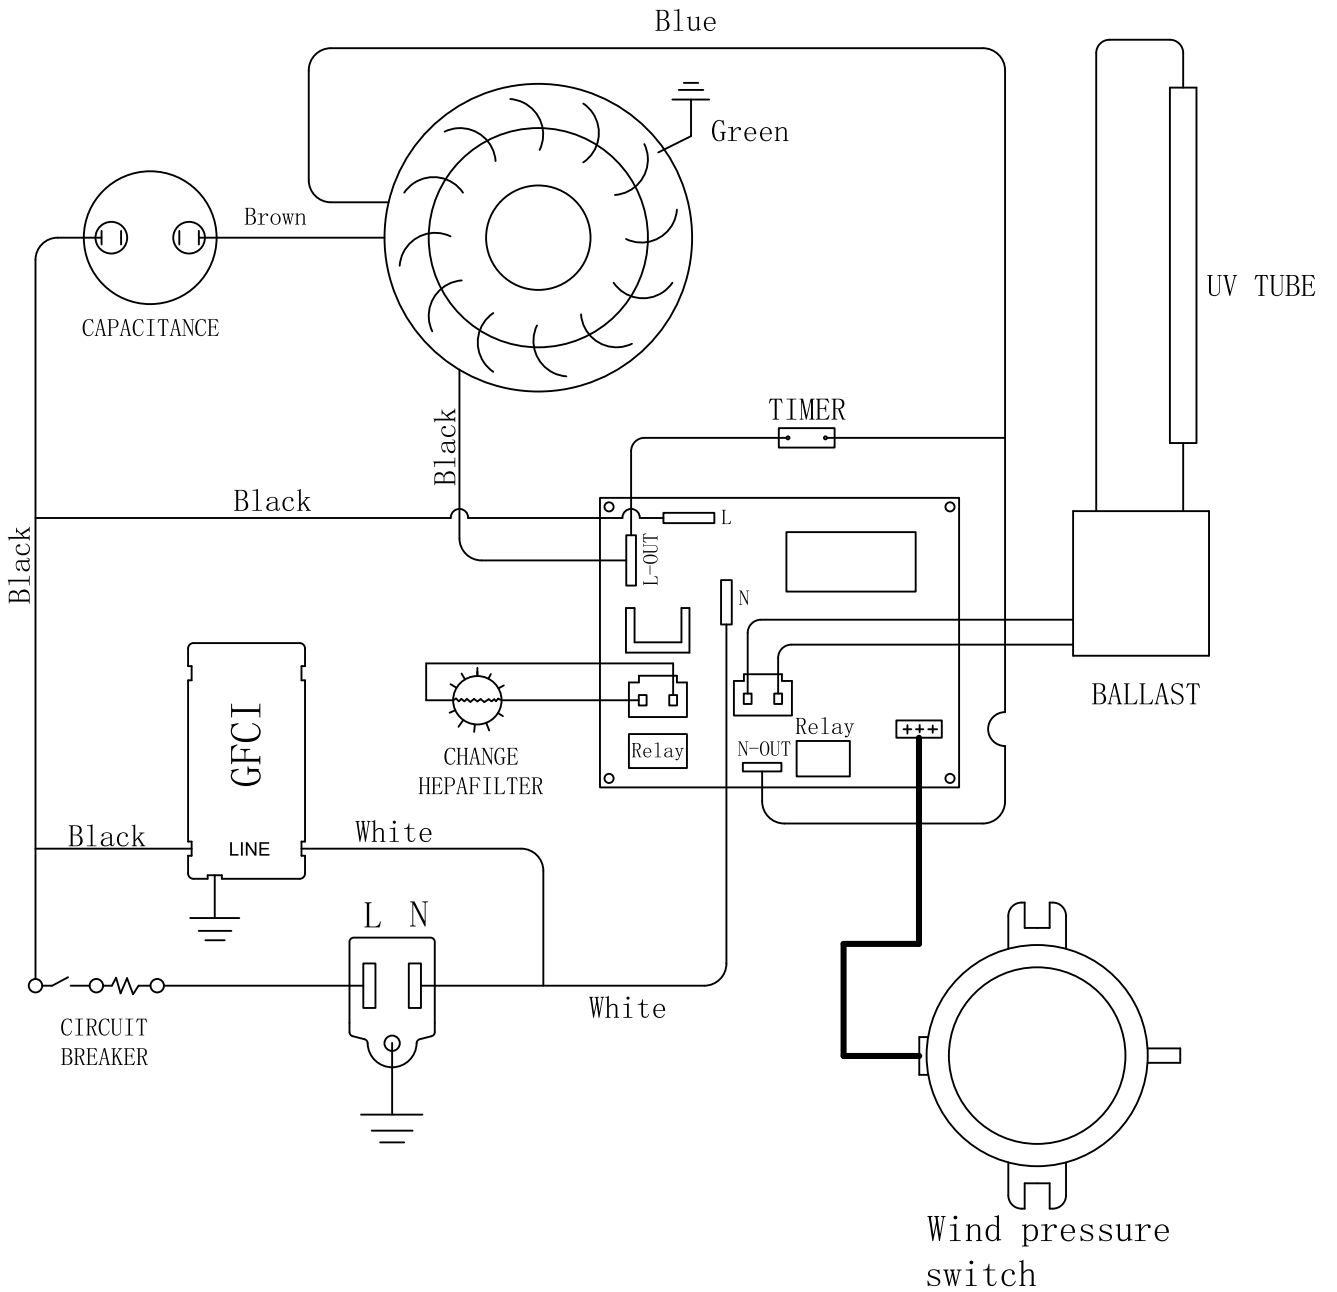 Blue
Green
Brown
UV TUBE
CAPACITANCE
TIMER
Black
Black
L
Black
L-OUT
N
GFCI
BALLAST
Relay
N-OUT
Relay
+++
CHANGE
HEPAFILTER
Black
LINE
White
L N
White
CIRCUIT
BREAKER
Wind pressure
switch